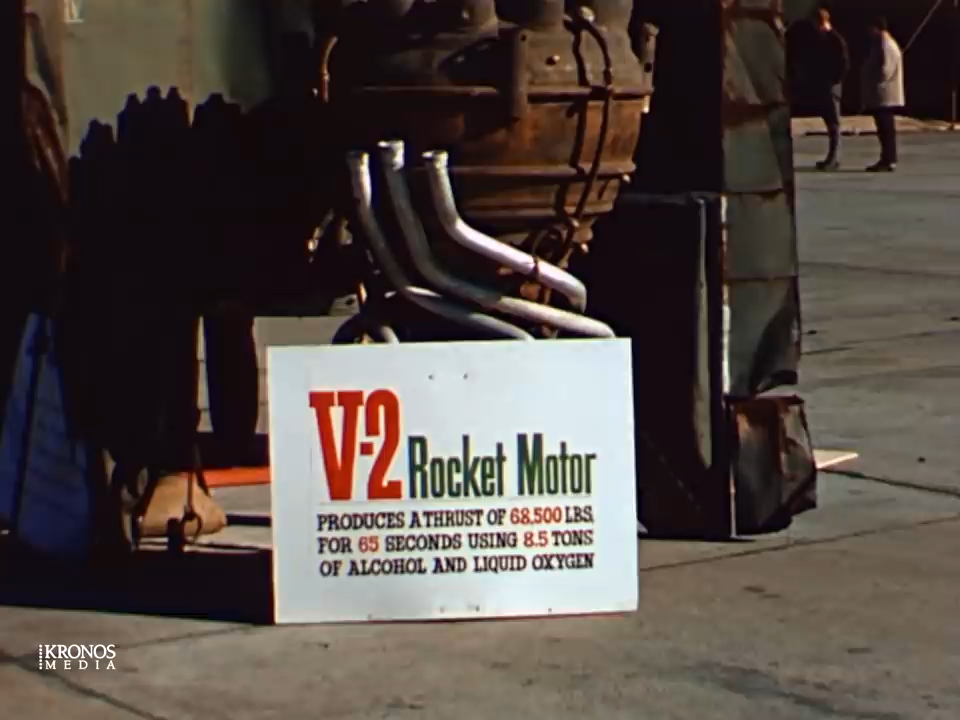 V-2 Rocket Motor
PRODUCES A THRUST OF 68,500 LBS.
FOR 65 SECONDS USING 8.5 TONS
OF ALCOHOL AND LIQUID OXYGEN
KRONOS
MEDIA